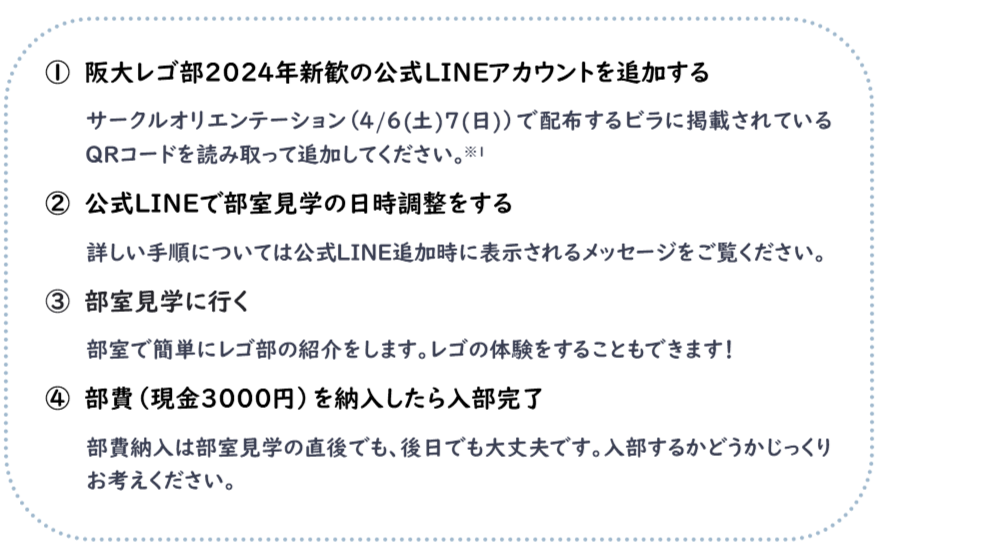 ① 阪大レゴ部2024年新歓の公式LINEアカウントを追加する
サークルオリエンテーション（4/6(土)7(日)）で配布するビラに掲載されている
QRコードを読み取って追加してください。※1
② 公式LINEで部室見学の日時調整をする
詳しい手順については公式LINE追加時に表示されるメッセージをご覧ください。
③ 部室見学に行く
部室で簡単にレゴ部の紹介をします。レゴの体験をすることもできます！
④ 部費（現金3000円）を納入したら入部完了
部費納入は部室見学の直後でも、後日でも大丈夫です。入部するかどうかじっくり
お考えください。